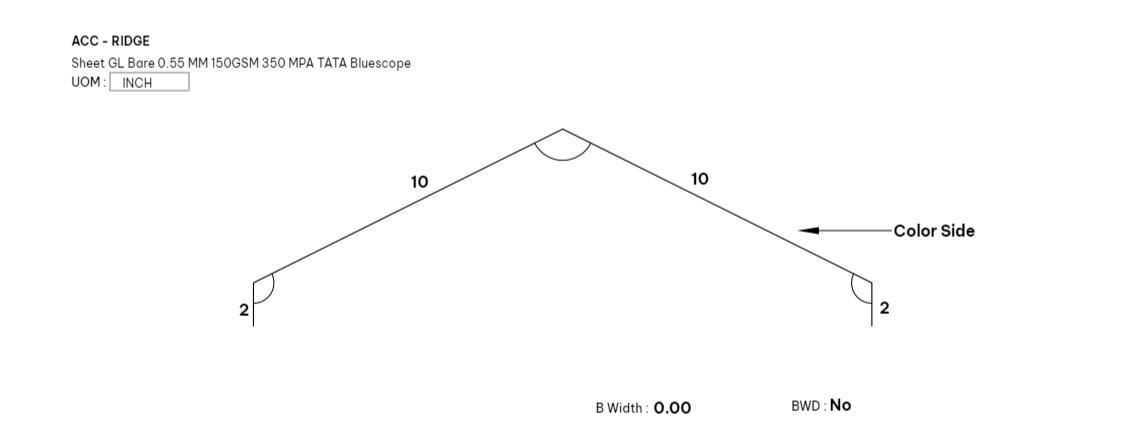 ACC - RIDGE
Sheet GL Bare 0.55 MM 150GSM 350 MPA TATA Bluescope
UOM : INCH
10
10
Color Side
2
2
B Width : 0.00
BWD : No